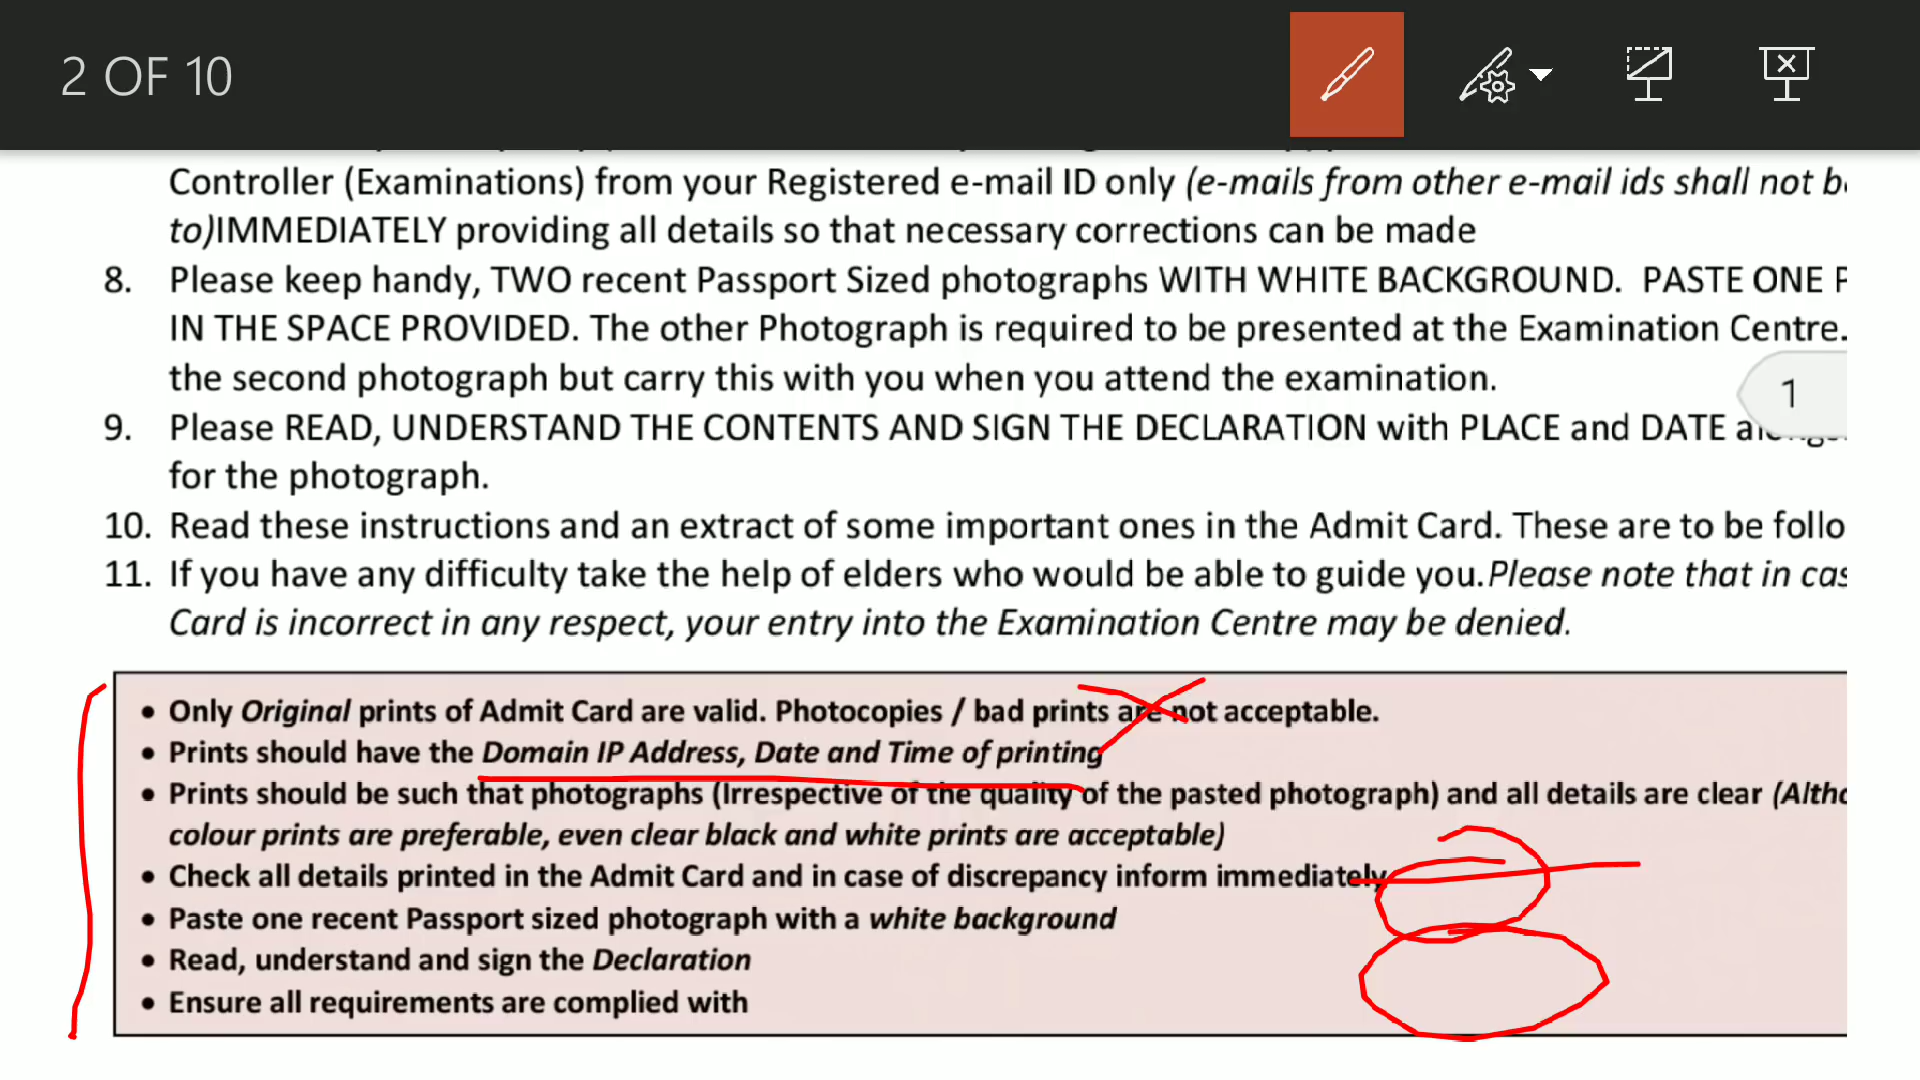 2 OF 10
Controller (Examinations) from your Registered e-mail ID only (e-mails from other e-mail ids shall not
to)IMMEDIATELY providing all details so that necessary corrections can be made
8. Please keep handy, TWO recent Passport Sized photographs WITH WHITE BACKGROUND. PASTE ONE
IN THE SPACE PROVIDED. The other Photograph is required to be presented at the Examination Centre.
1
the second photograph but carry this with you when you attend the examination.
9. Please READ, UNDERSTAND THE CONTENTS AND SIGN THE DECLARATION with PLACE and DATE
for the photograph.
10. Read these instructions and an extract of some important ones in the Admit Card. These are to be follo
11. If you have any difficulty take the help of elders who would be able to guide you.Please note that in cas
Card is incorrect in any respect, your entry into the Examination Centre may be denied.
• Only Original prints of Admit Card are valid. Photocopies / bad prints are not acceptable.
• Prints should have the Domain IP Address, Date and Time of printing
• Prints should be such that photographs (Irrespective of the quality of the pasted photograph) and all details are clear (Altho
colour prints are preferable, even clear black and white prints are acceptable)
• Check all details printed in the Admit Card and in case of discrepancy inform immediately
• Paste one recent Passport sized photograph with a white background
• Read, understand and sign the Declaration
• Ensure all requirements are complied with